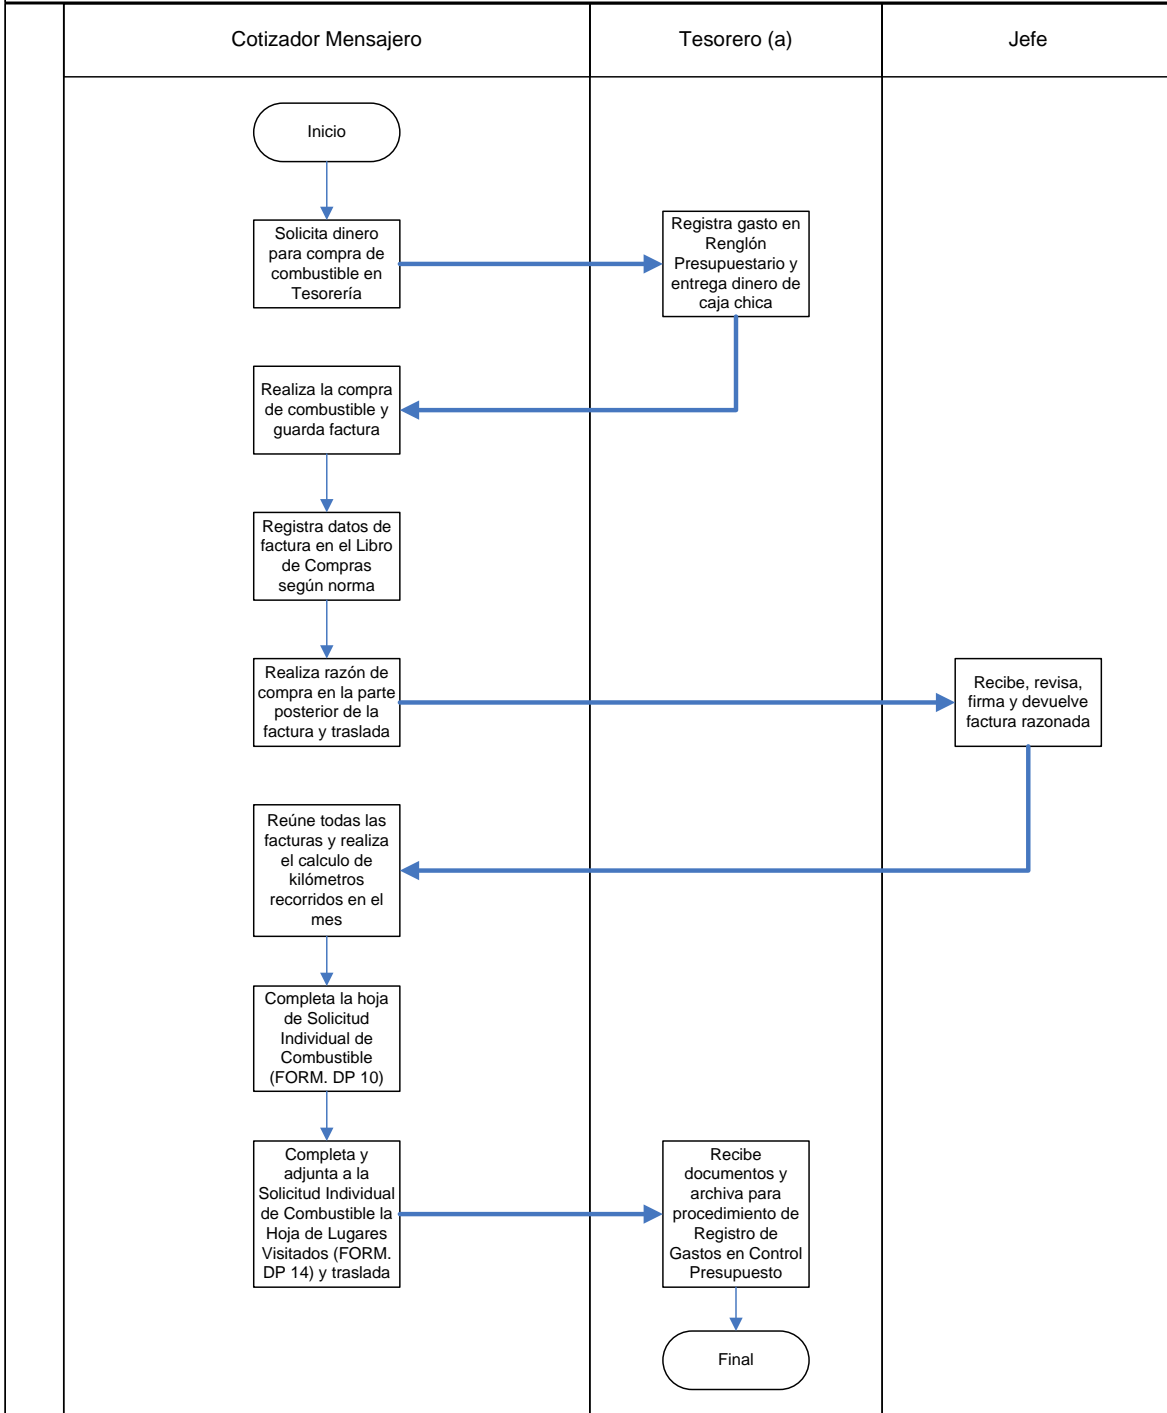 Cotizador Mensajero
Tesorero (a)
Jefe
Inicio
Solicita dinero
para compra de
combustible en
Tesorería
Registra gasto en
Renglón
Presupuestario y
entrega dinero de
caja chica
Realiza la compra
de combustible y
guarda factura
Registra datos de
factura en el Libro
de Compras
según norma
Realiza razón de
compra en la parte
posterior de la
factura y traslada
Recibe, revisa,
firma y devuelve
factura razonada
Reúne todas las
facturas y realiza
el calculo de
kilómetros
recorridos en el
mes
Completa la hoja
de Solicitud
Individual de
Combustible
(FORM. DP 10)
Completa y
adjunta a la
Solicitud Individual
de Combustible la
Hoja de Lugares
Visitados (FORM.
DP 14) y traslada
Recibe
documentos y
archiva para
procedimiento de
Registro de
Gastos en Control
Presupuesto
Final